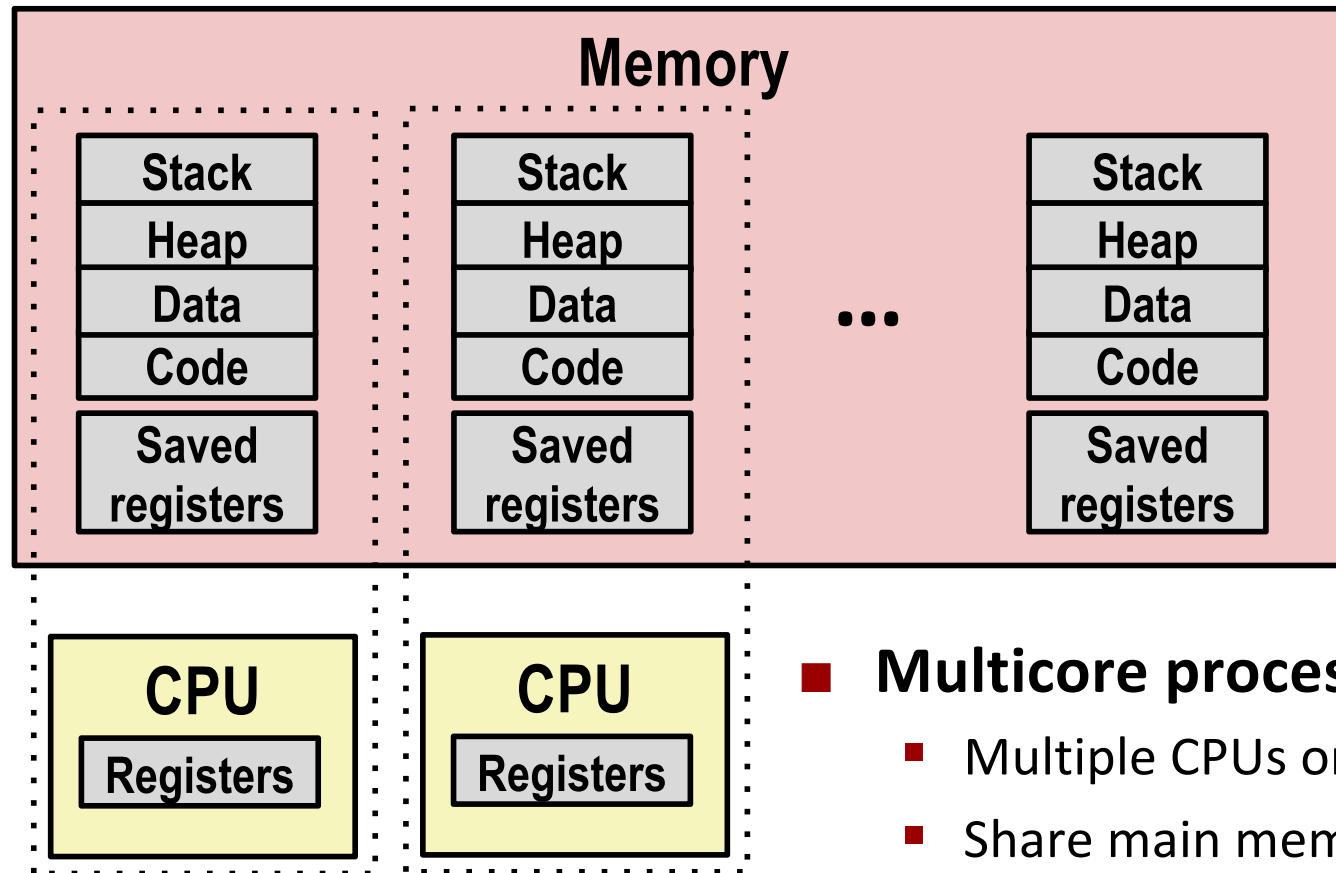 Memory
Stack
Heap
Data
Code
Saved
registers
Stack
Heap
Data
Code
Saved
registers
...
Stack
Heap
Data
Code
Saved
registers
CPU
Registers
CPU
Registers
■ Multicore
▪ Multiple CPUs
▪ Share main